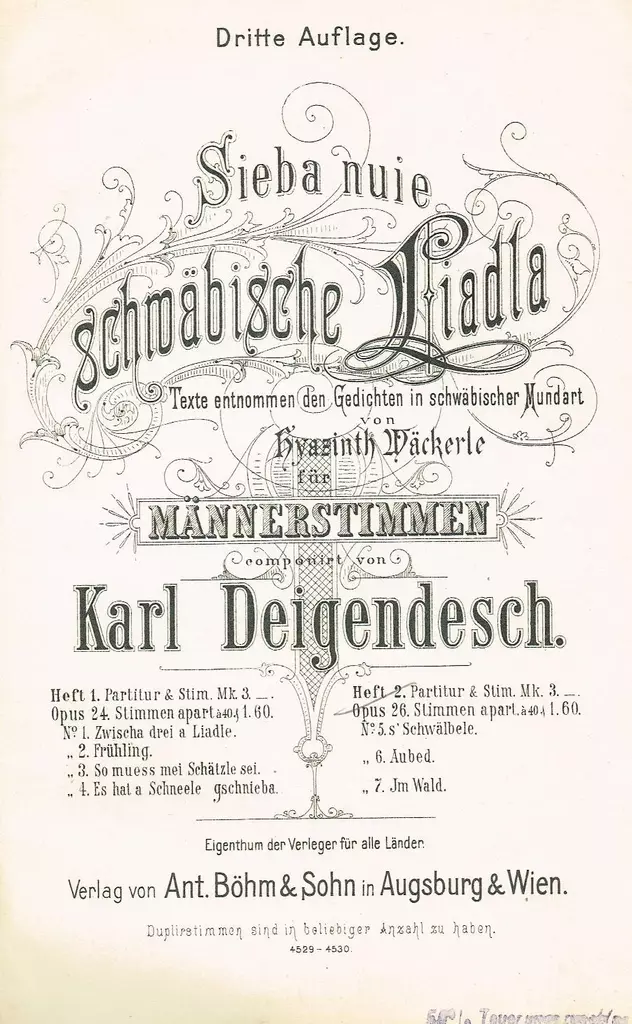 Dritte Auflage.
Sieba nuie
schwäbische Liadla
Texte entnommen den Gedichten in schwäbischer Mundart
von
Hyazinth Wäckerle
für
MÄNNERSTIMMEN
componirt von
Karl Deigendesch.
Heft 1. Partitur & Stim. Mk. 3. _ .
Opus 24. Stimmen apart à 40 ₰ 1. 60.
No 1. Zwischa drei a Liadle.
„ 2. Frühling.
„ 3. So muess mei Schätzle sei.
„ 4. Es hat a Schneele gschnieba.
Heft 2. Partitur & Stim. Mk. 3. _ .
Opus 26. Stimmen apart. à 40 ₰ 1. 60.
No 5. s' Schwälbele.
„ 6. Aubed.
„ 7. Jm Wald.
Eigenthum der Verleger für alle Länder.
Verlag von Ant. Böhm & Sohn in Augsburg & Wien.
Duplirstimmen sind in beliebiger Anzahl zu haben.
4529 - 4530.